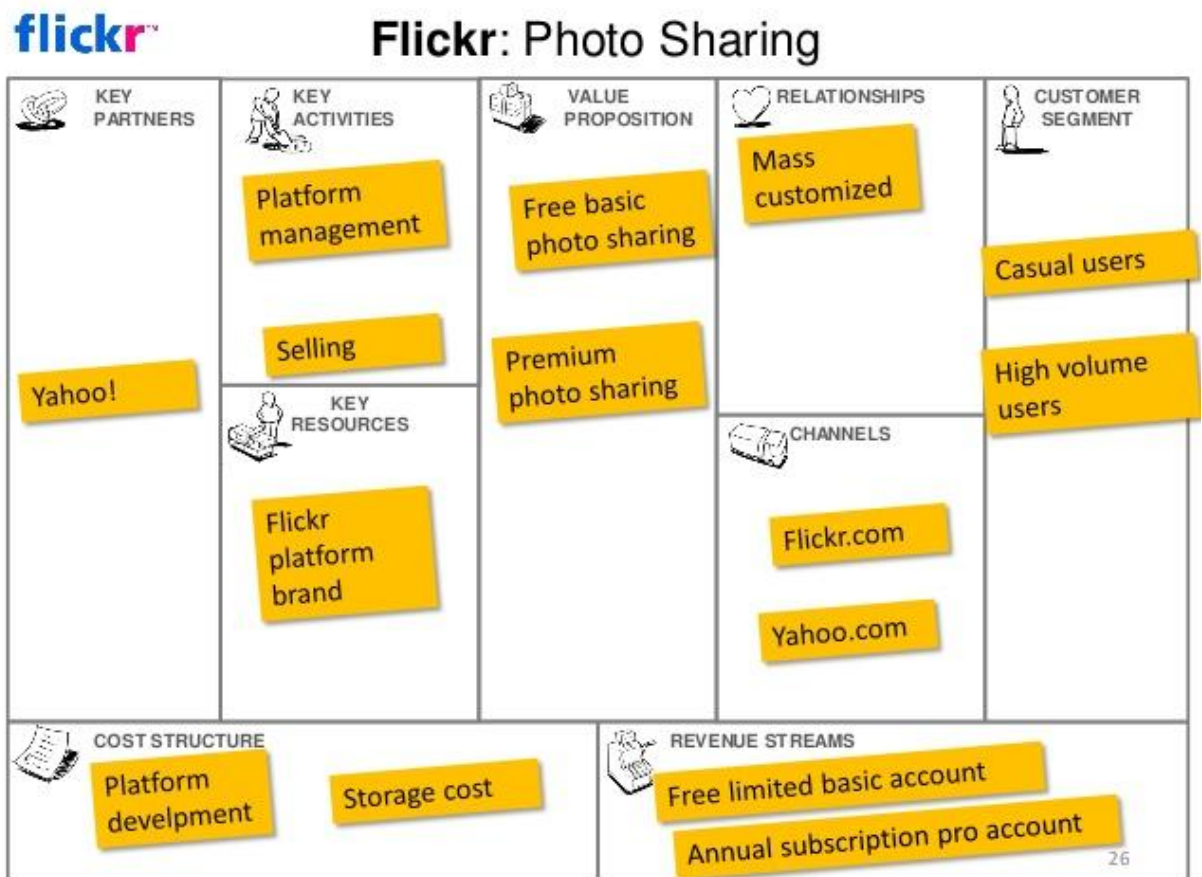 flickr™
Flickr: Photo Sharing
KEY
PARTNERS
Yahoo!
KEY
ACTIVITIES
Platform
management
Selling
KEY
RESOURCES
Flickr
platform
brand
VALUE
PROPOSITION
Free basic
photo sharing
Premium
photo sharing
RELATIONSHIPS
Mass
customized
CHANNELS
Flickr.com
Yahoo.com
CUSTOMER
SEGMENT
Casual users
High volume
users
COST STRUCTURE
Platform
develpment
Storage cost
REVENUE STREAMS
Free limited basic account
Annual subscription pro account
26